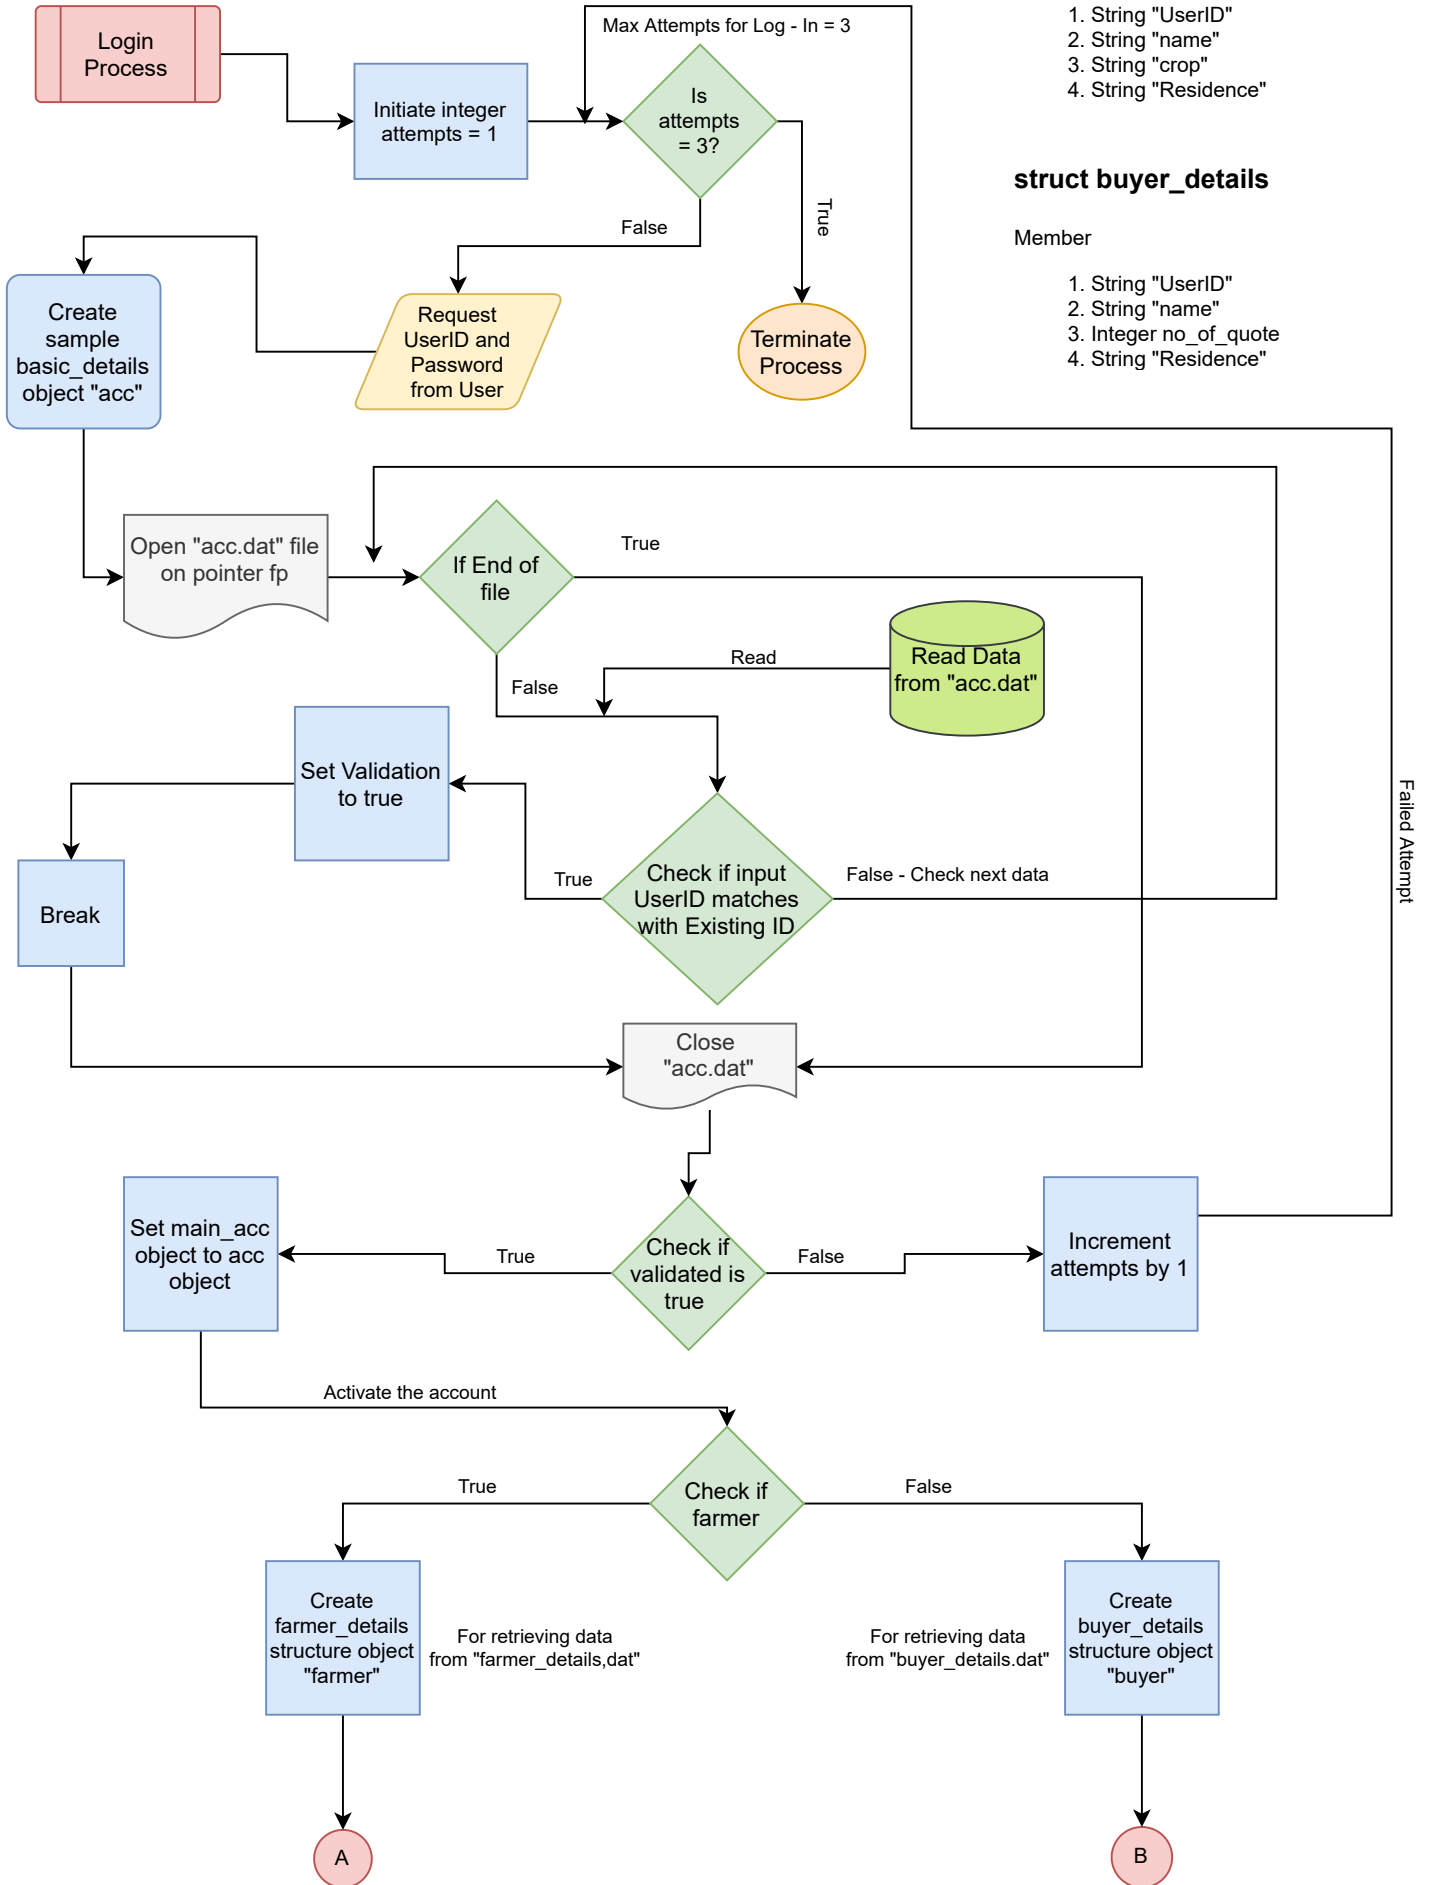 Login
Process
Max Attempts for Log - In = 3
Initiate integer
attempts = 1
Is
attempts
= 3?
1. String "UserID"
2. String "name"
3. String "crop"
4. String "Residence"
struct buyer_details
Member
1. String "UserID"
2. String "name"
3. Integer no_of_quote
4. String "Residence"
False
True
Create
sample
basic_details
object "acc"
Request
UserID and
Password
from User
Terminate
Process
Open "acc.dat" file
on pointer fp
If End of
file
True
Read
Read Data
from "acc.dat"
False
Set Validation
to true
Failed Attempt
Break
True
Check if input
UserID matches
with Existing ID
False - Check next data
Close
"acc.dat"
Set main_acc
object to acc
object
True
Check if
validated is
true
False
Increment
attempts by 1
Activate the account
True
Check if
farmer
False
Create
farmer_details
structure object
"farmer"
For retrieving data
from "farmer_details,dat"
For retrieving data
from "buyer_details.dat"
Create
buyer_details
structure object
"buyer"
A
B